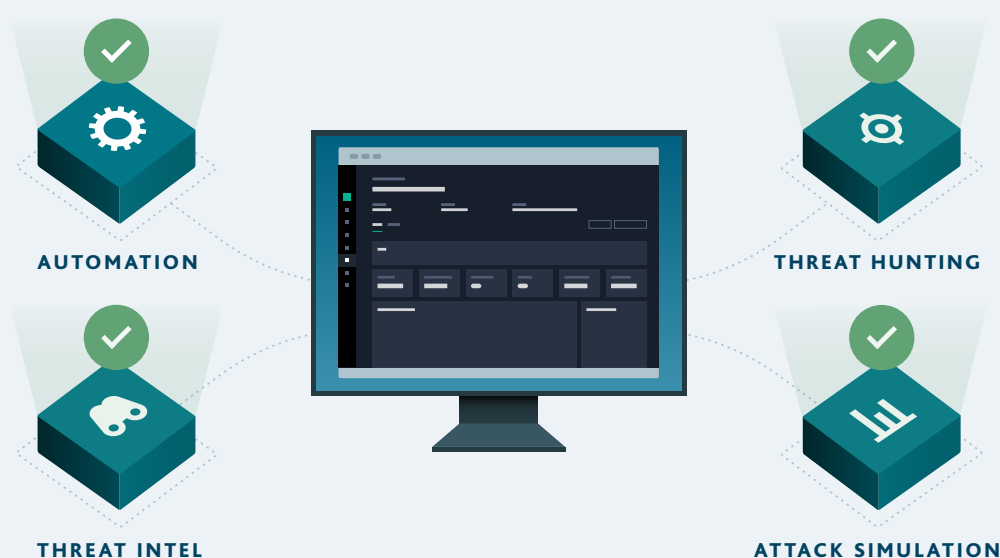 AUTOMATION
THREAT HUNTING
THREAT INTEL
ATTACK SIMULATION